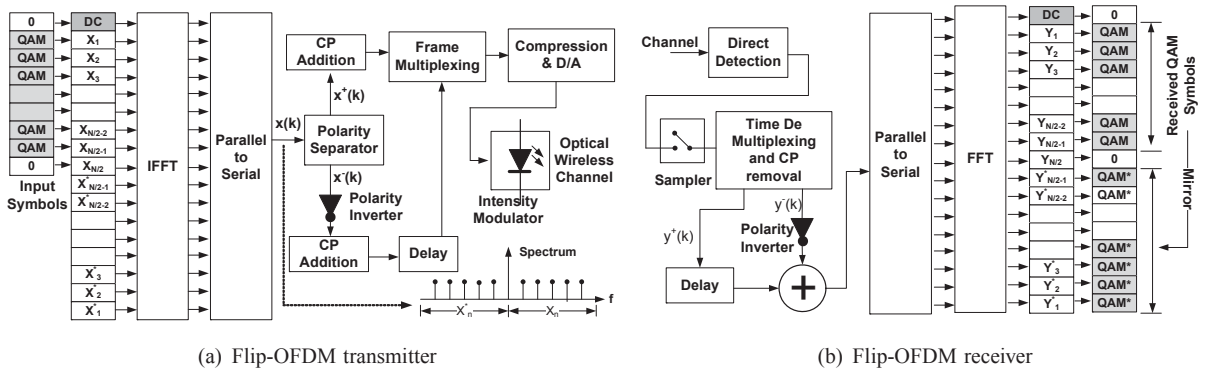 0
QAM
QAM
QAM
QAM
QAM
0
Input
Symbols
DC
X1
X2
X3
XN/2-2
XN/2-1
XN/2
X*N/2-1
X*N/2-2
X*3
X*2
X*1
IFFT
Parallel
to
Serial
x(k)
CP
Addition
x+(k)
Polarity
Separator
x-(k)
Polarity
Inverter
CP
Addition
Delay
Frame
Multiplexing
Compression
& D/A
Optical
Wireless
Channel
Intensity
Modulator
Spectrum
f
X*n
Xn
(a) Flip-OFDM transmitter
Channel
Direct
Detection
Sampler
Time De
Multiplexing
and CP
removal
y+(k)
y-(k)
Polarity
Inverter
Delay
+
Parallel
to
Serial
FFT
DC
Y1
Y2
Y3
YN/2-2
YN/2-1
YN/2
Y*N/2-1
Y*N/2-2
Y*3
Y*2
Y*1
0
QAM
QAM
QAM
QAM
QAM
0
QAM*
QAM*
QAM*
QAM*
QAM*
QAM*
Received QAM
Symbols
Mirror
(b) Flip-OFDM receiver